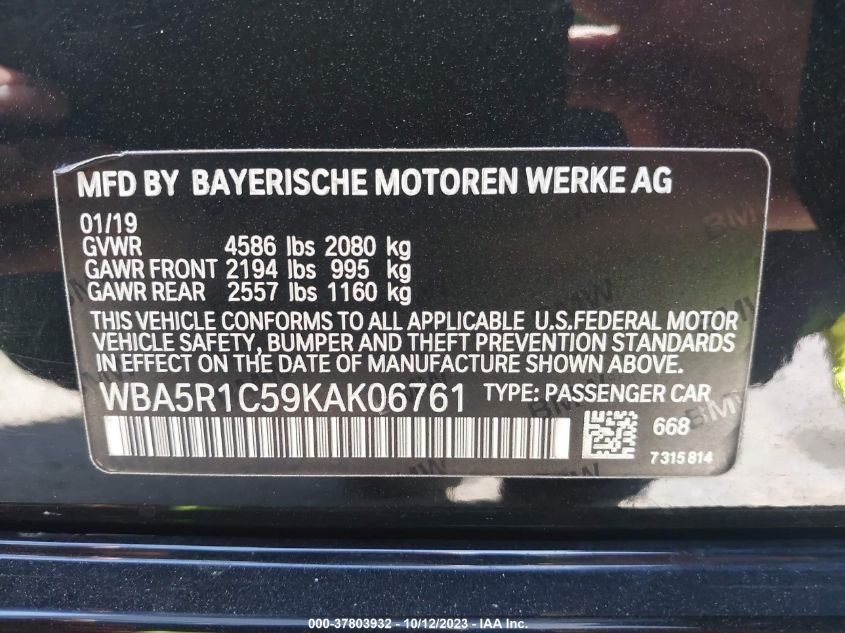 MFD BY BAYERISCHE MOTOREN WERKE AG
01/19
GVWR 4586 lbs 2080 kg
GAWR FRONT 2194 lbs 995 kg
GAWR REAR 2557 lbs 1160 kg
THIS VEHICLE CONFORMS TO ALL APPLICABLE U.S.FEDERAL MOTOR
VEHICLE SAFETY, BUMPER AND THEFT PREVENTION STANDARDS
IN EFFECT ON THE DATE OF MANUFACTURE SHOWN ABOVE.
WBA5R1C59KAK06761 TYPE: PASSENGER CAR
668
7315814
000-37803932 - 10/12/2023 - IAA, Inc.